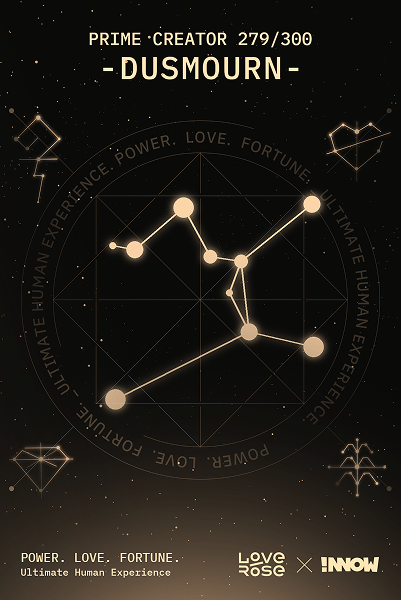 PRIME·CREATOR 279/300
-DUSMOURN-
POWER. LOVE. FORTUNE. - ULTIMATE HUMAN EXPERIENCE.
POWER. LOVE. FORTUNE - ULTIMATE HUMAN EXPERIENCE.
POWER. LOVE. FORTUNE.
Ultimate Human Experience
LOVE
ROSE
!NNOW